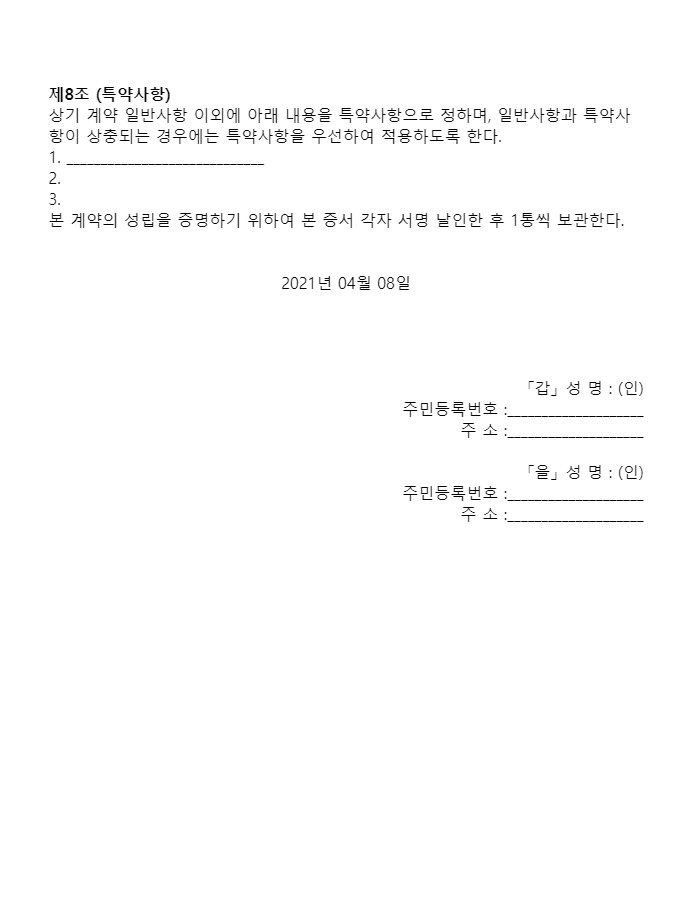 제8조 (특약사항)
상기 계약 일반사항 이외에 아래 내용을 특약사항으로 정하며, 일반사항과 특약사
항이 상충되는 경우에는 특약사항을 우선하여 적용하도록 한다.
1. ____________________________
2.
3.
본 계약의 성립을 증명하기 위하여 본 증서 각자 서명 날인한 후 1통씩 보관한다.
2021년 04월 08일
「갑」성 명 : (인)
주민등록번호 :___________________
주 소 :___________________
「을」성 명 : (인)
주민등록번호 :___________________
주 소 :___________________